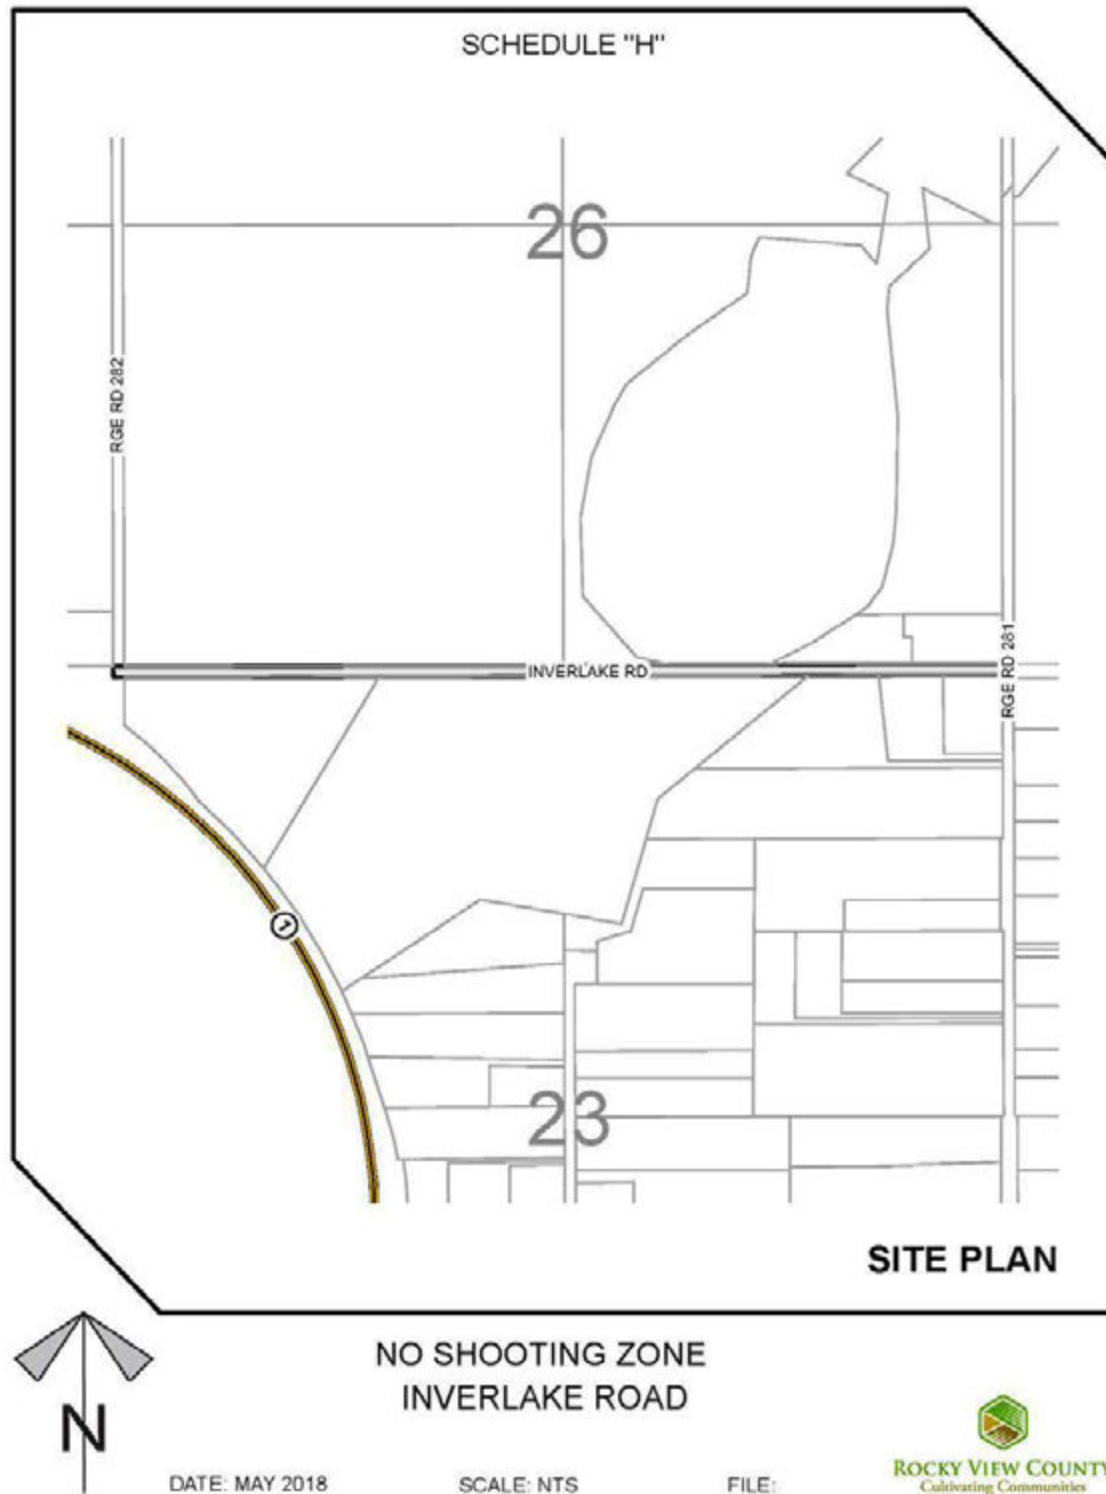 SCHEDULE "H"
26
RGE RD 282
INVERLAKE RD
RGE RD 281
1
23
SITE PLAN
NO SHOOTING ZONE
INVERLAKE ROAD
N
DATE: MAY 2018
SCALE: NTS
FILE:
ROCKY VIEW COUNTY
Cultivating Communities